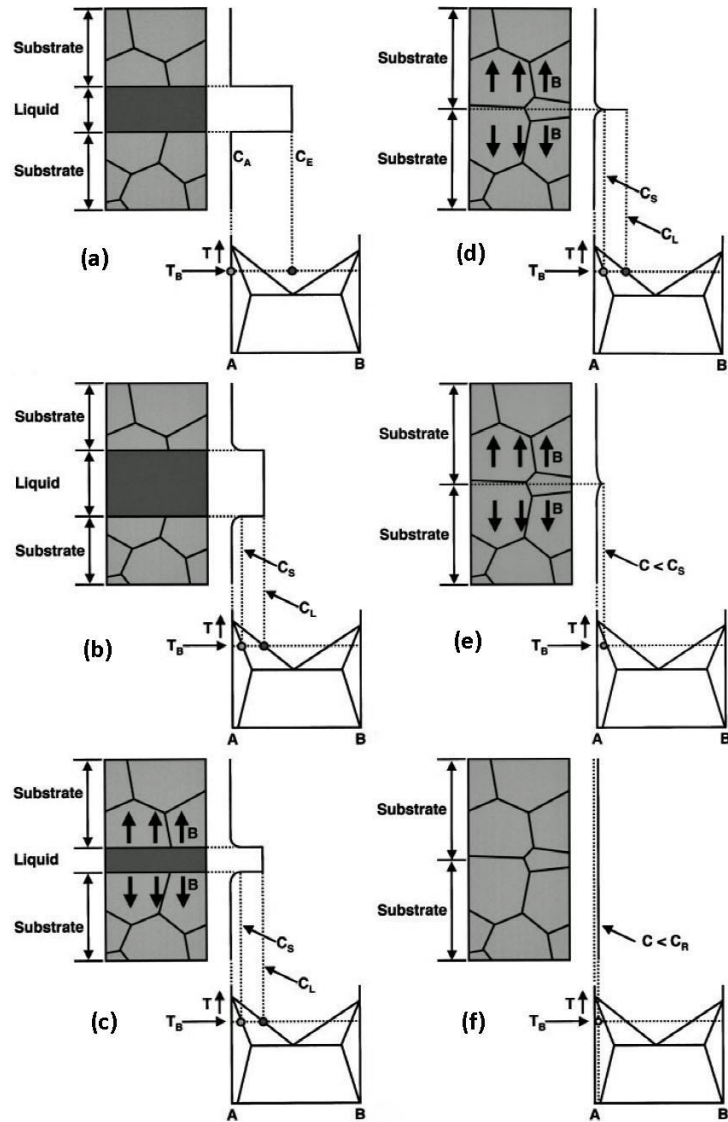 Substrate
Liquid
Substrate
C_A
C_E
(a)
T
T_B
A
B
Substrate
Liquid
Substrate
C_S
C_L
(b)
T
T_B
A
B
Substrate
Liquid
Substrate
B
B
C_S
C_L
(c)
T
T_B
A
B
Substrate
Substrate
B
B
C_S
C_L
(d)
T
T_B
A
B
Substrate
Substrate
B
B
C < C_S
(e)
T
T_B
A
B
Substrate
Substrate
C < C_R
(f)
T
T_B
A
B